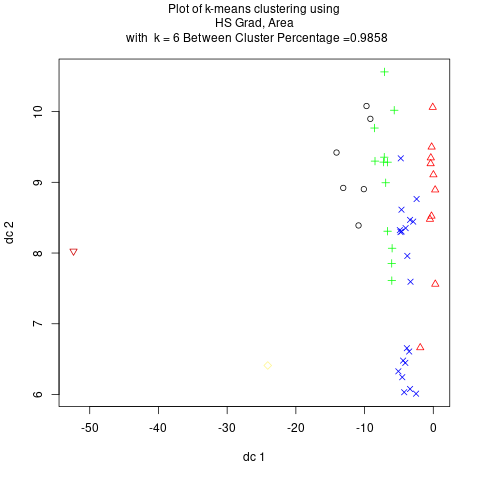 Plot of k-means clustering using
HS Grad, Area
with  k = 6 Between Cluster Percentage =0.9858
dc 2
10
9
8
7
6
-50 -40 -30 -20 -10 0
dc 1